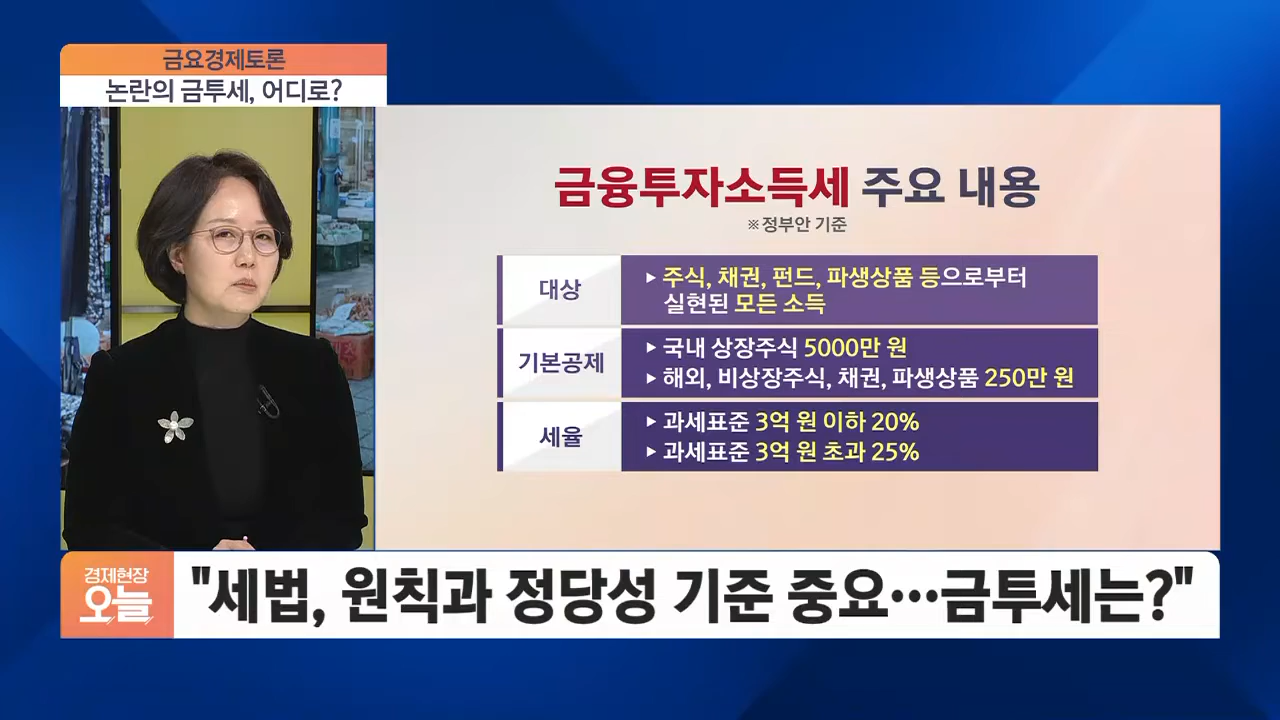 금요경제토론
논란의 금투세, 어디로?
금융투자소득세 주요 내용
※ 정부안 기준
대상
▶ 주식, 채권, 펀드, 파생상품 등으로부터
실현된 모든 소득
기본공제
▶ 국내 상장주식 5000만 원
▶ 해외, 비상장주식, 채권, 파생상품 250만 원
세율
▶ 과세표준 3억 원 이하 20%
▶ 과세표준 3억 원 초과 25%
경제현장
오늘
"세법, 원칙과 정당성 기준 중요…금투세는?"